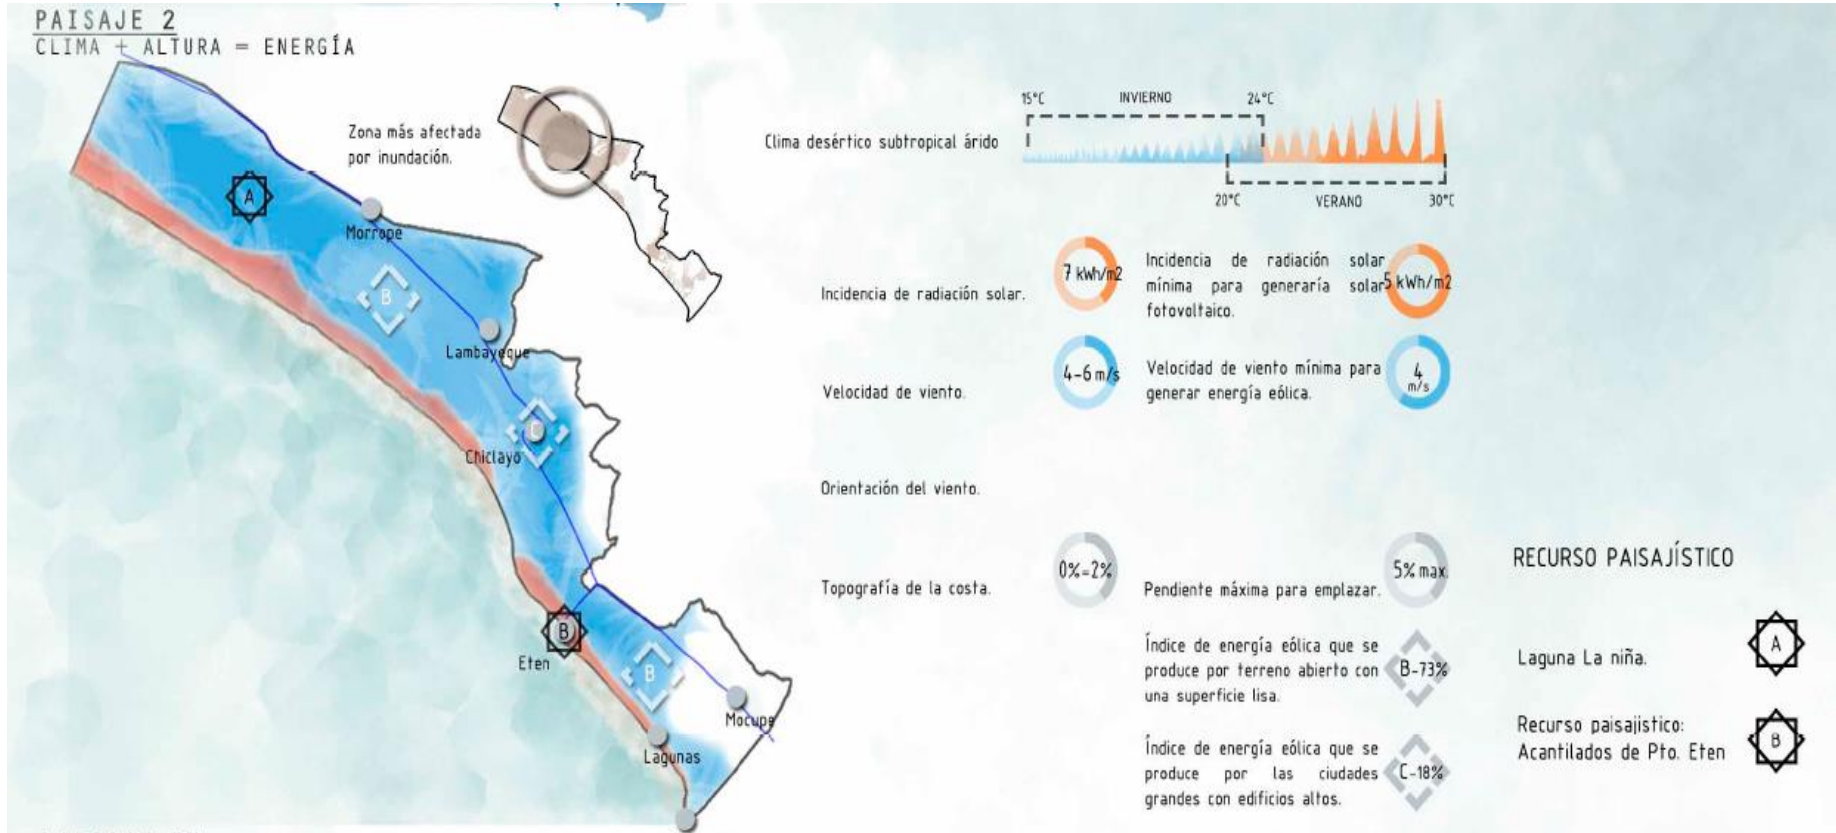 PAISAJE 2
CLIMA + ALTURA = ENERGÍA
Zona más afectada
por inundación.
A
Morrope
B
Lambayeque
C
Chiclayo
B
Eten
B
Mocupe
Lagunas
15°C
INVIERNO
24°C
Clima desértico subtropical árido
20°C
VERANO
30°C
Incidencia de radiación solar.
7 kWh/m2
Incidencia de radiación solar
mínima para generaría solar
fotovoltaico.
5 kWh/m2
Velocidad de viento.
4-6 m/s
Velocidad de viento mínima para
generar energía eólica.
4
m/s
Orientación del viento.
Topografía de la costa.
0%=2%
Pendiente máxima para emplazar.
5% max.
Índice de energía eólica que se
produce por terreno abierto con
una superficie lisa.
B-73%
Índice de energía eólica que se
produce por las ciudades
grandes con edificios altos.
C-18%
RECURSO PAISAJÍSTICO
Laguna La niña.
A
Recurso paisajistico:
Acantilados de Pto. Eten
B